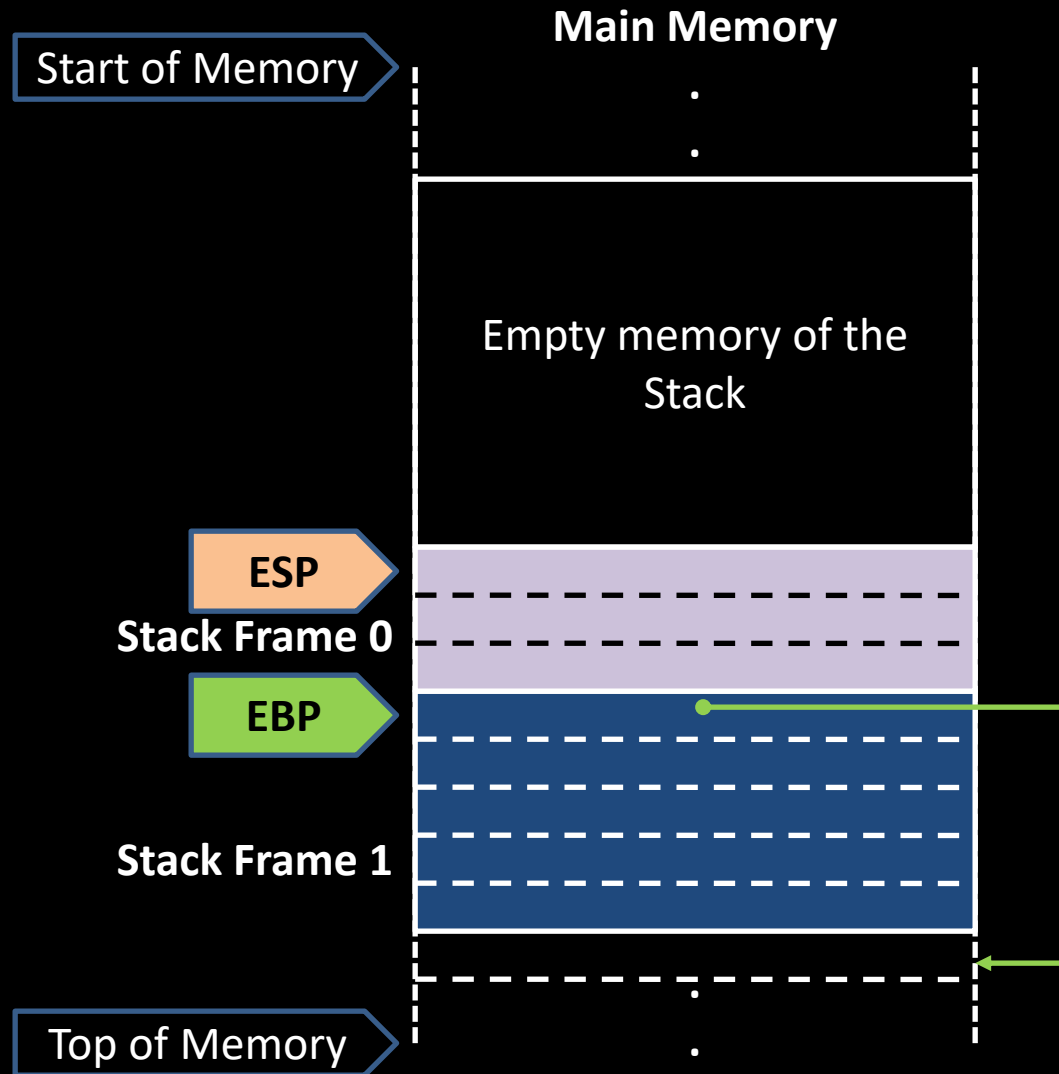 Main Memory
Start of Memory
.
.
Empty memory of the
Stack
ESP
Stack Frame 0
EBP
Stack Frame 1
.
Top of Memory
.